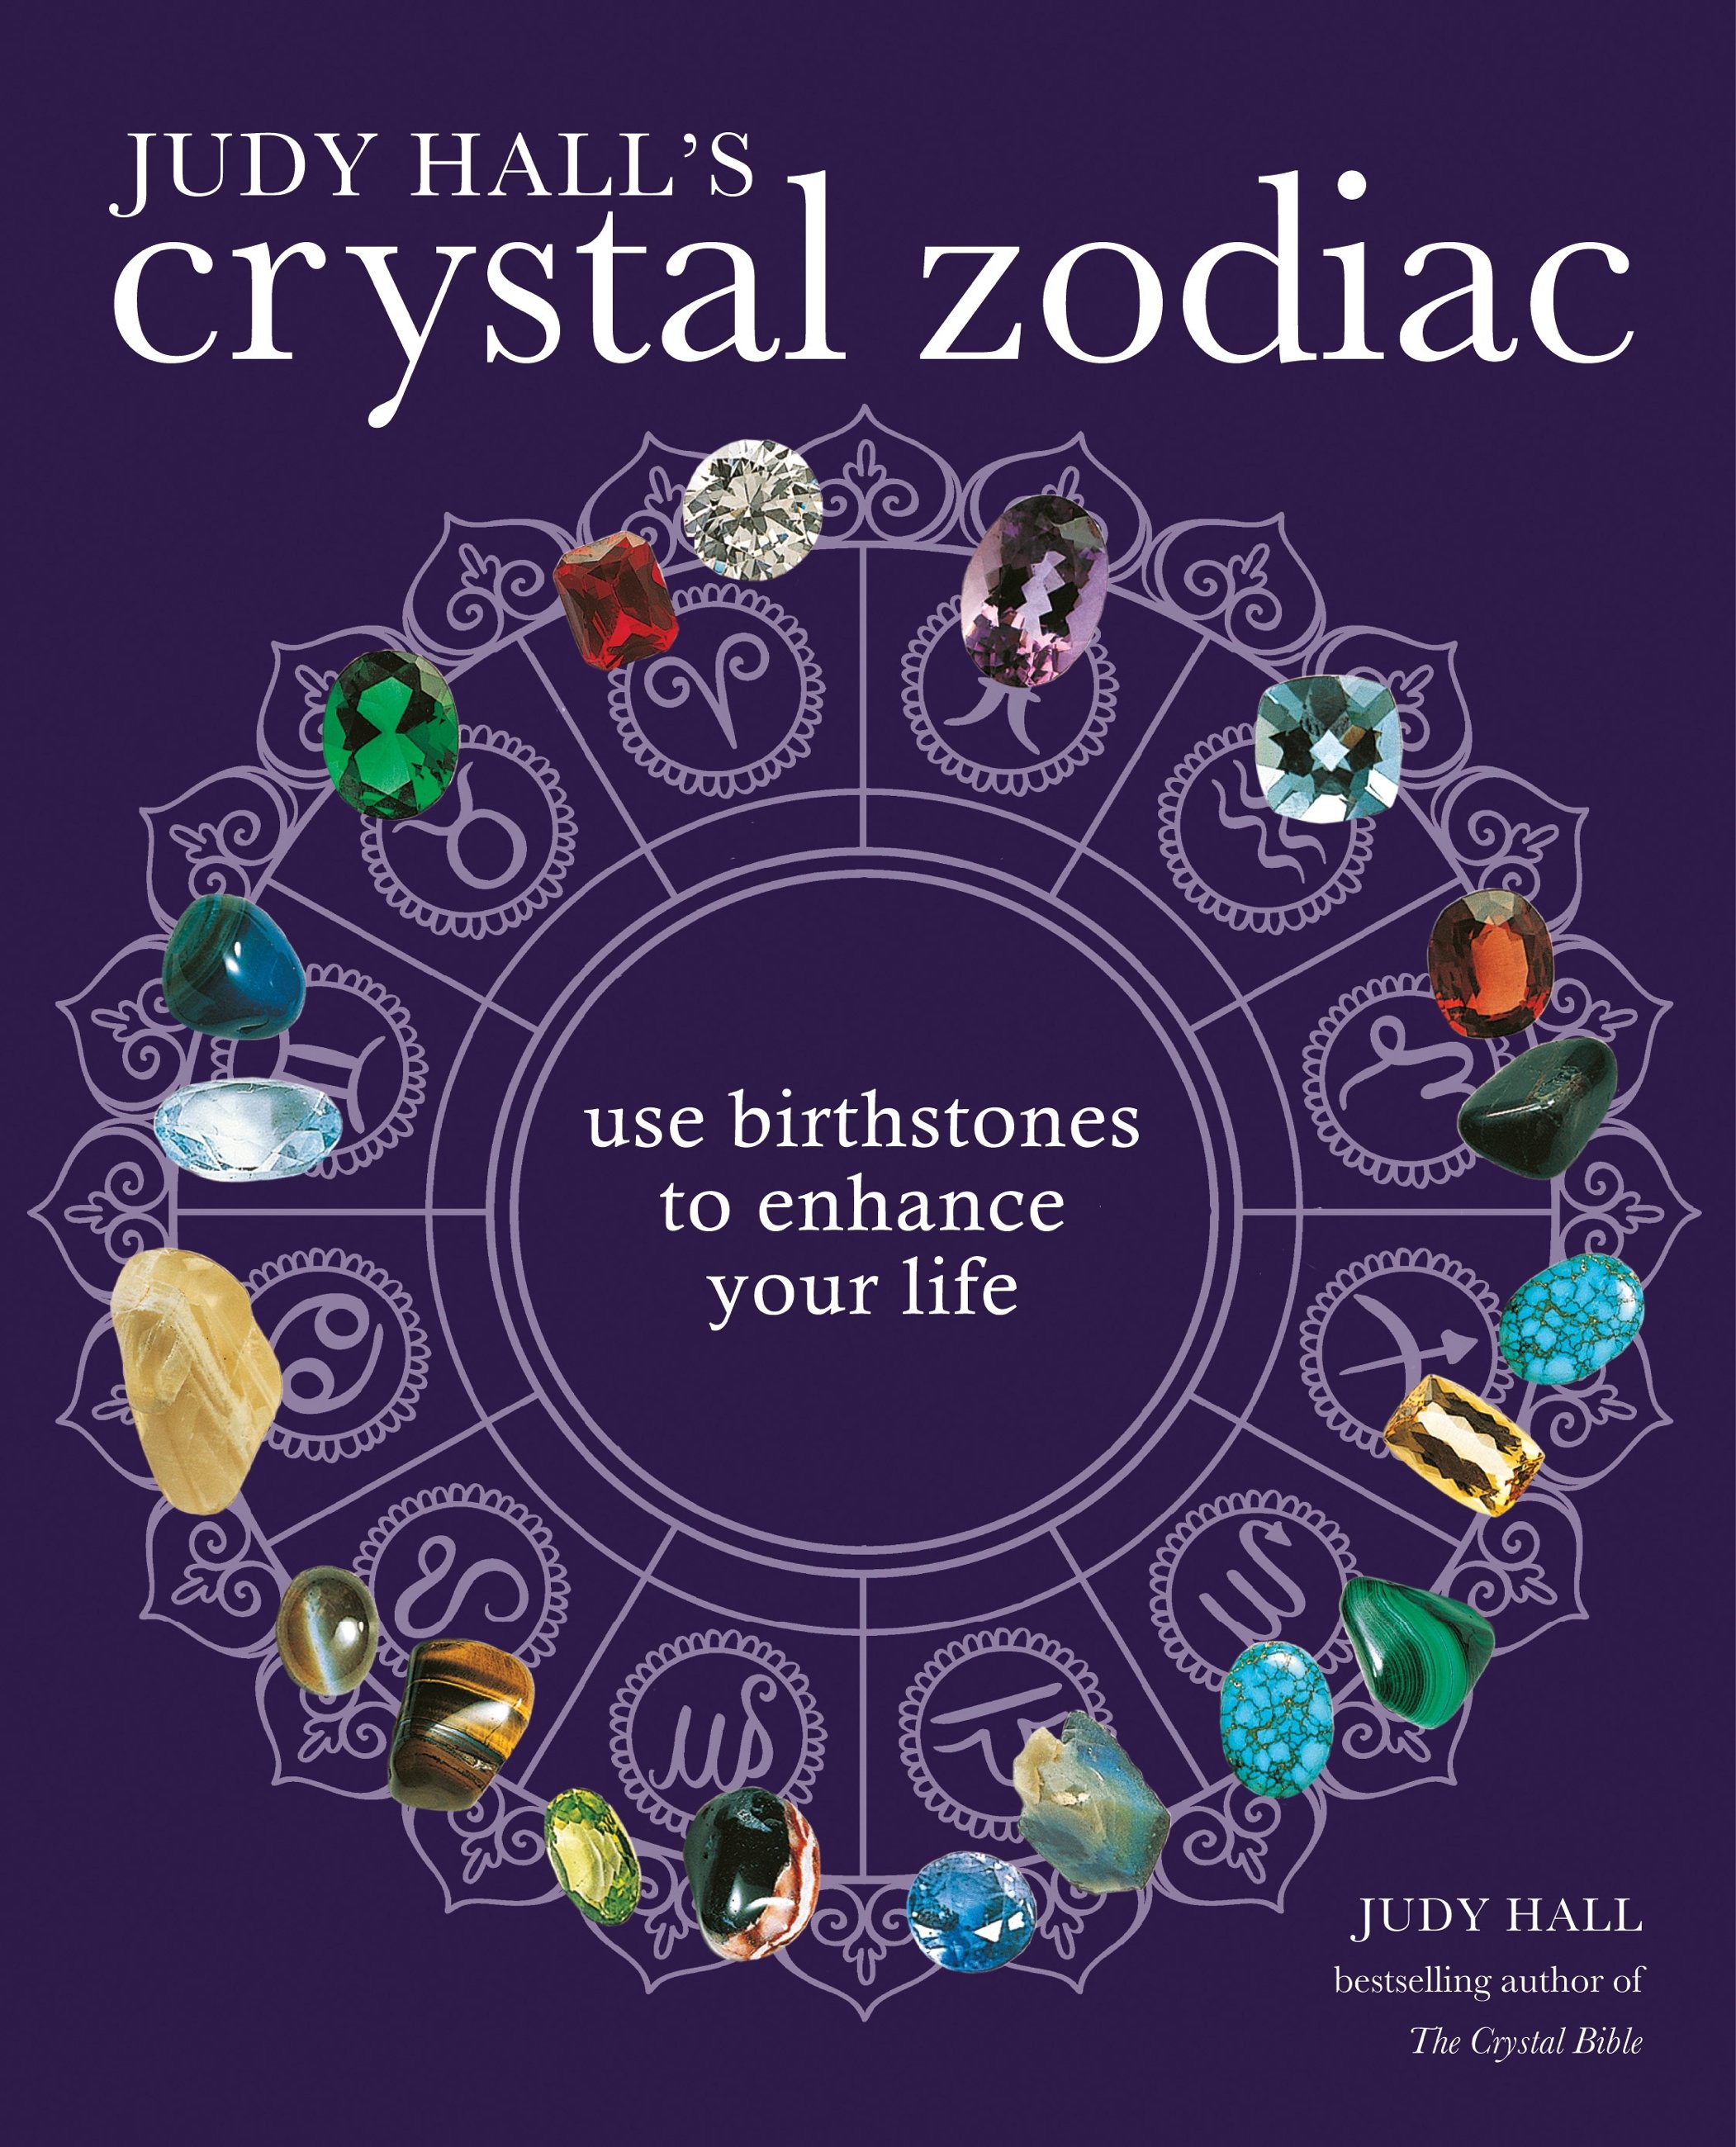 JUDY HALL'S
crystal zodiac
use birthstones
to enhance
your life
JUDY HALL
bestselling author of
The Crystal Bible